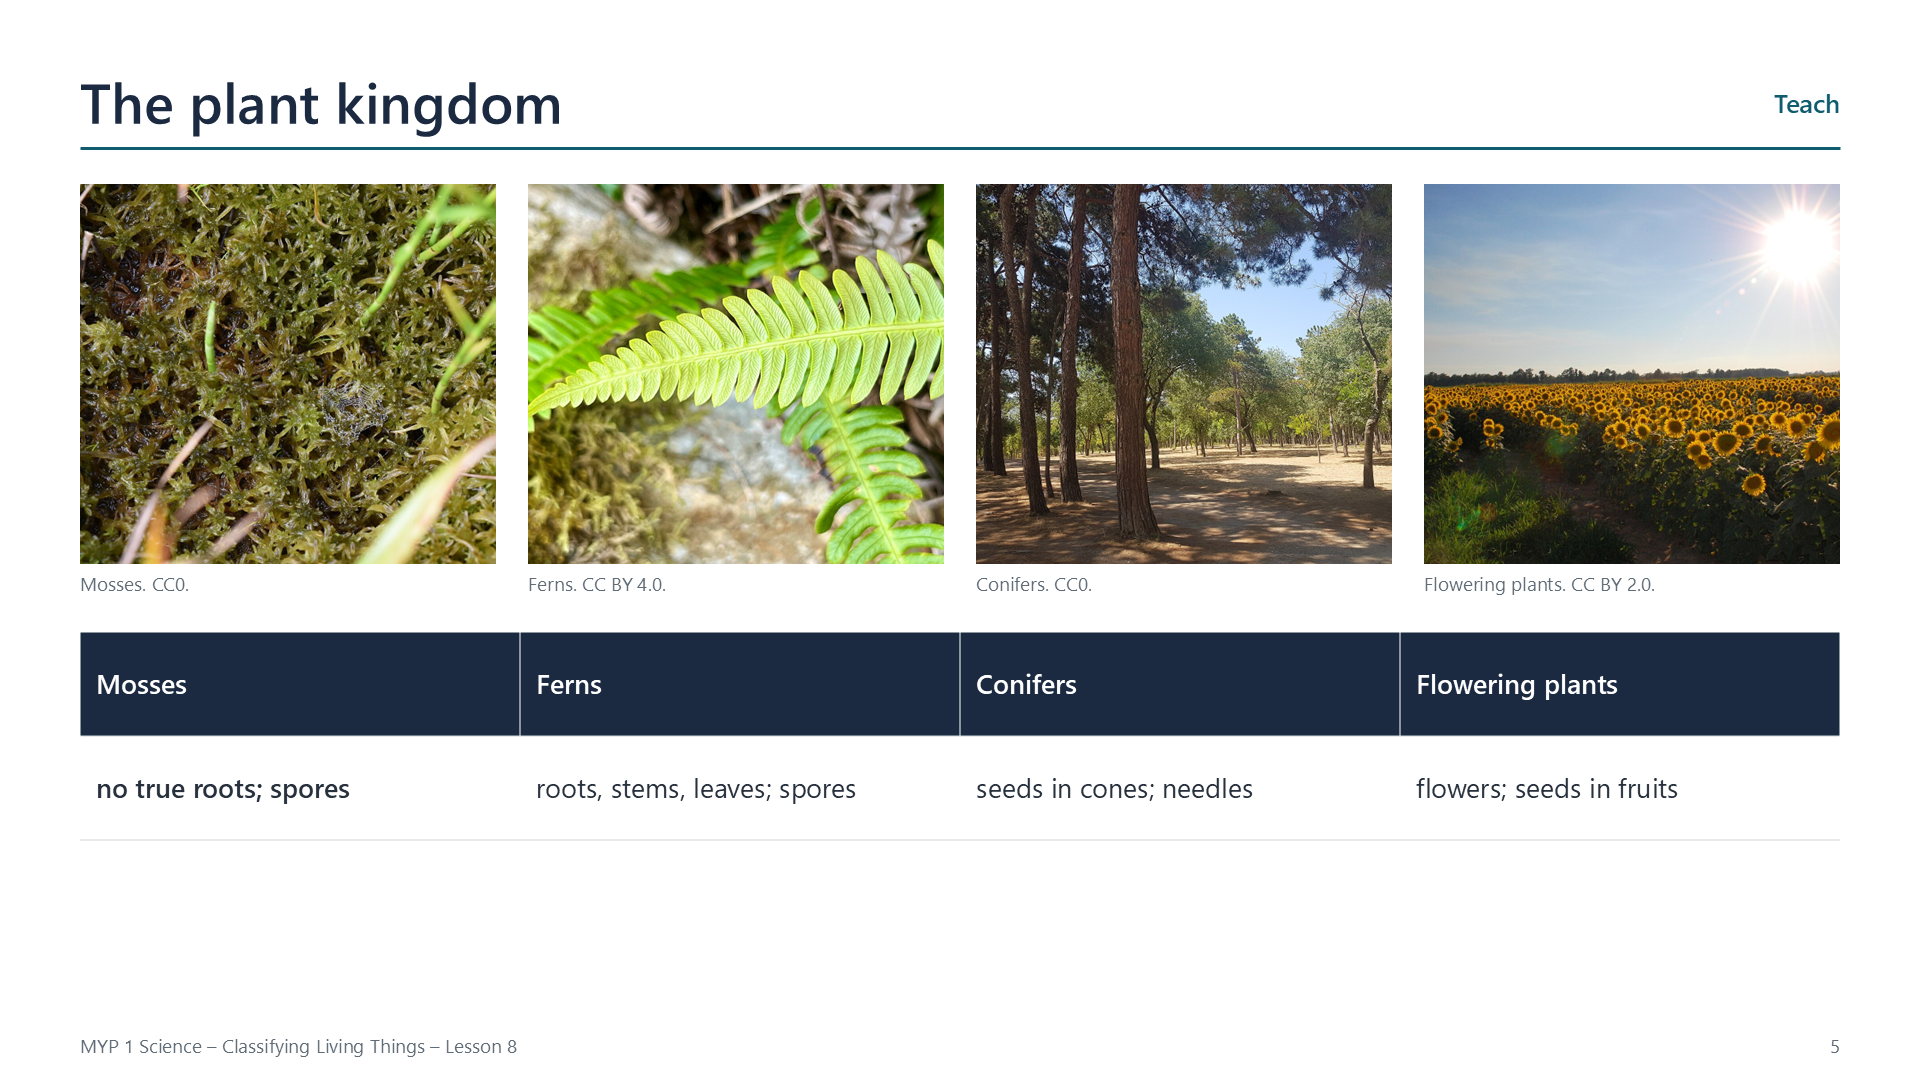 The plant kingdom
Teach
Mosses. CC0.
Ferns. CC BY 4.0.
Conifers. CC0.
Flowering plants. CC BY 2.0.
Mosses
Ferns
Conifers
Flowering plants
no true roots; spores
roots, stems, leaves; spores
seeds in cones; needles
flowers; seeds in fruits
MYP 1 Science – Classifying Living Things – Lesson 8
5